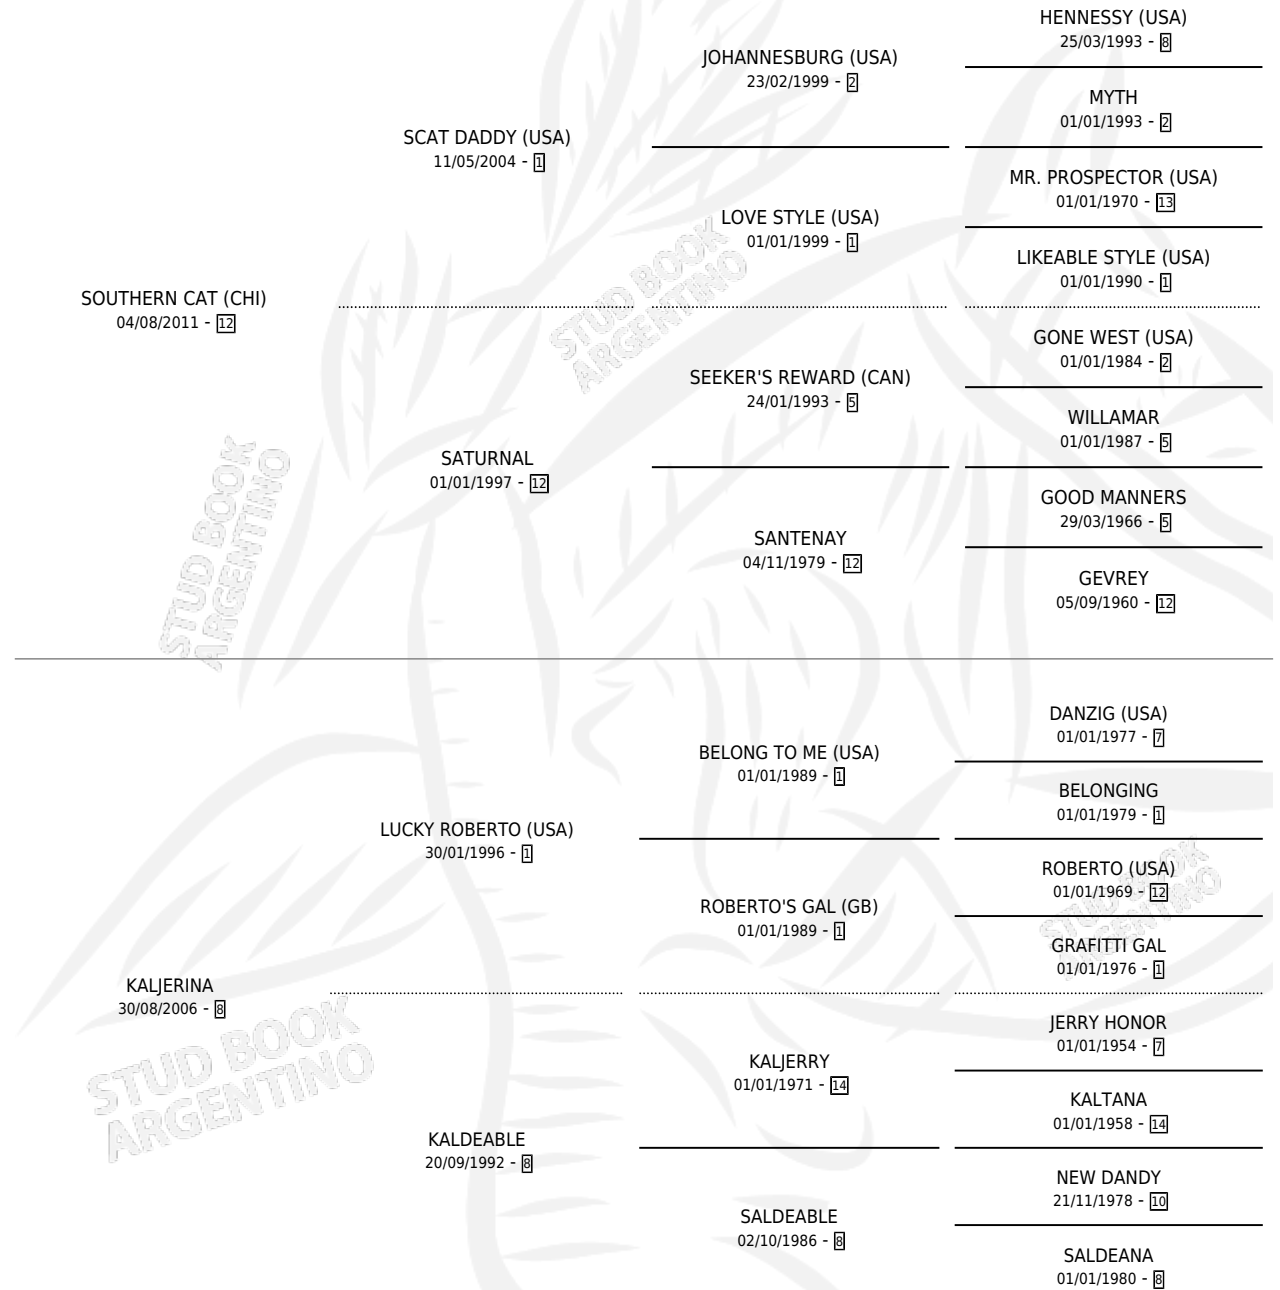 HENNESSY (USA)
25/03/1993 - 8
JOHANNESBURG (USA)
23/02/1999 - 2
MYTH
01/01/1993 - 2
SCAT DADDY (USA)
11/05/2004 - 1
MR. PROSPECTOR (USA)
01/01/1970 - 13
LOVE STYLE (USA)
01/01/1999 - 1
LIKEABLE STYLE (USA)
01/01/1990 - 1
SOUTHERN CAT (CHI)
04/08/2011 - 12
GONE WEST (USA)
01/01/1984 - 2
SEEKER'S REWARD (CAN)
24/01/1993 - 5
WILLAMAR
01/01/1987 - 5
SATURNAL
01/01/1997 - 12
GOOD MANNERS
29/03/1966 - 5
SANTENAY
04/11/1979 - 12
GEVREY
05/09/1960 - 12
DANZIG (USA)
01/01/1977 - 7
BELONG TO ME (USA)
01/01/1989 - 1
BELONGING
01/01/1979 - 1
LUCKY ROBERTO (USA)
30/01/1996 - 1
ROBERTO (USA)
01/01/1969 - 12
ROBERTO'S GAL (GB)
01/01/1989 - 1
GRAFITTI GAL
01/01/1976 - 1
KALJERINA
30/08/2006 - 8
JERRY HONOR
01/01/1954 - 7
KALJERRY
01/01/1971 - 14
KALTANA
01/01/1958 - 14
KALDEABLE
20/09/1992 - 8
NEW DANDY
21/11/1978 - 10
SALDEABLE
02/10/1986 - 8
SALDEANA
01/01/1980 - 8
STUD BOOK
ARGENTINO
STUD BOOK
ARGENTINO
STUD BOOK
ARGENTINO
STUD BOOK
ARGENTINO